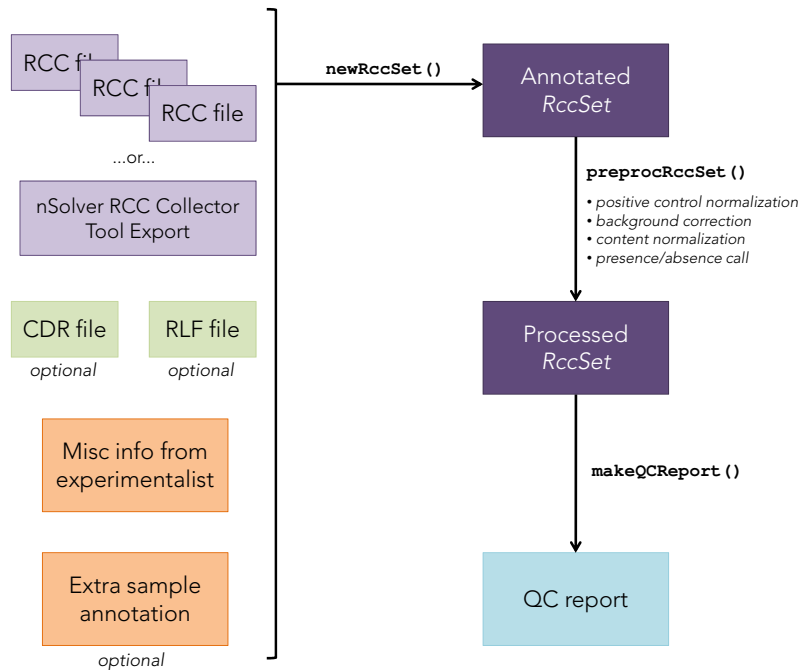 RCC file
RCC file
RCC file
...or...
nSolver RCC Collector
Tool Export
CDR file
RLF file
optional
optional
Misc info from
experimentalist
Extra sample
annotation
optional
newRccSet()
Annotated
RccSet
preprocRccSet()
• positive control normalization
• background correction
• content normalization
• presence/absence call
Processed
RccSet
makeQCReport()
QC report